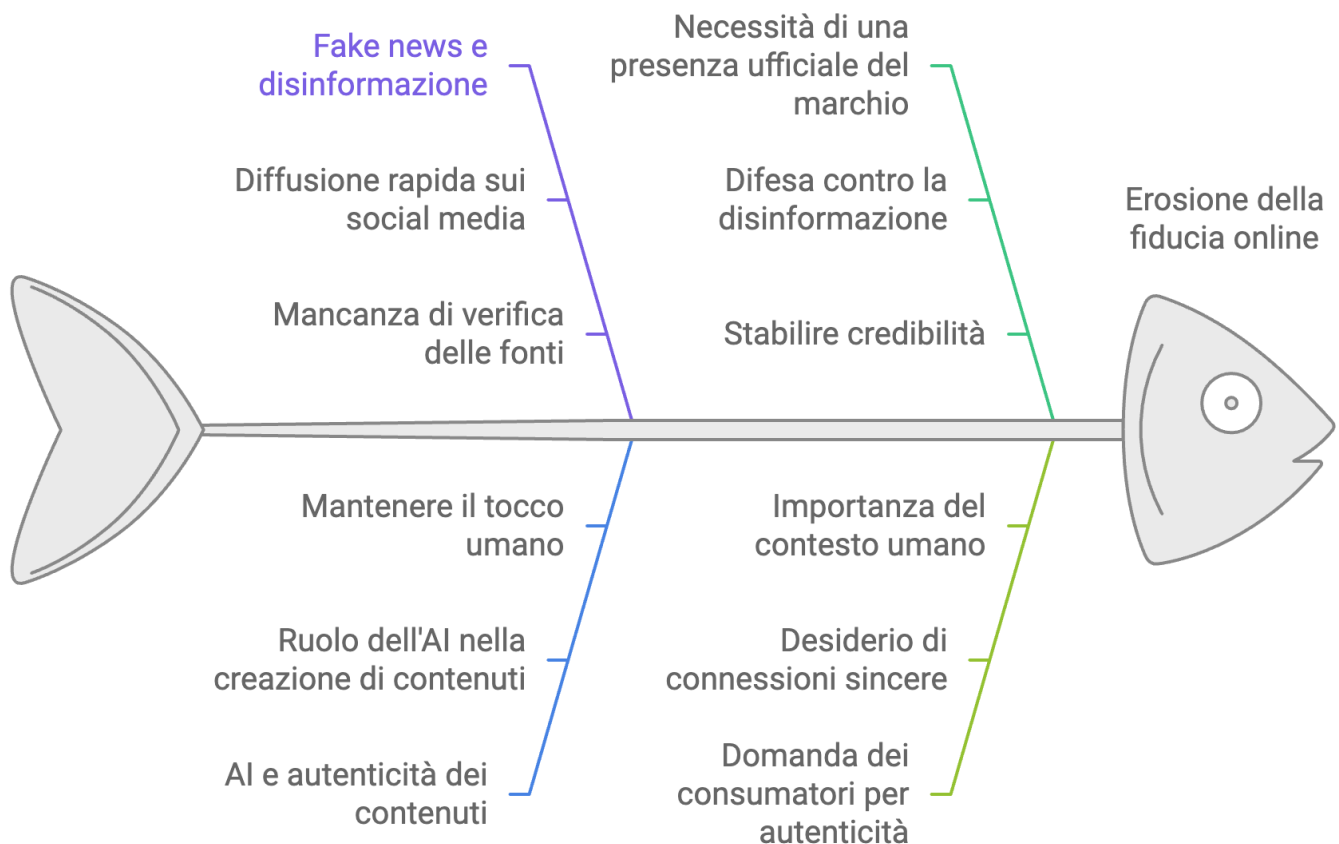 Fake news e
disinformazione
Diffusione rapida sui
social media
Mancanza di verifica
delle fonti
Necessità di una
presenza ufficiale del
marchio
Difesa contro la
disinformazione
Stabilire credibilità
Erosione della
fiducia online
Mantenere il tocco
umano
Ruolo dell'AI nella
creazione di contenuti
AI e autenticità dei
contenuti
Importanza del
contesto umano
Desiderio di
connessioni sincere
Domanda dei
consumatori per
autenticità